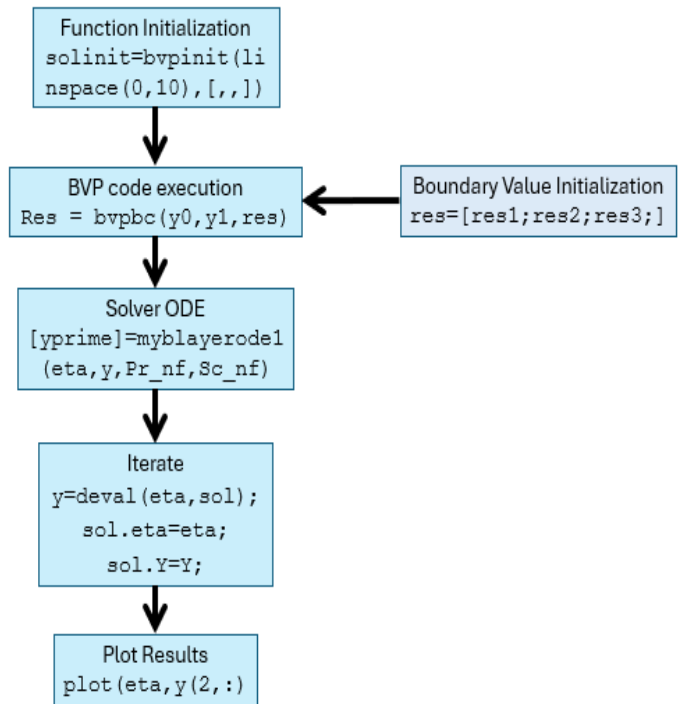 Function Initialization
solinit=bvpinit(li
nspace(0,10),[,,])
BVP code execution
Res = bvpbc(y0,y1,res)
Boundary Value Initialization
res=[res1;res2;res3;]
Solver ODE
[yprime]=myblayerode1
(eta,y,Pr_nf,Sc_nf)
Iterate
y=deval(eta,sol);
sol.eta=eta;
sol.Y=Y;
Plot Results
plot(eta,y(2,:)